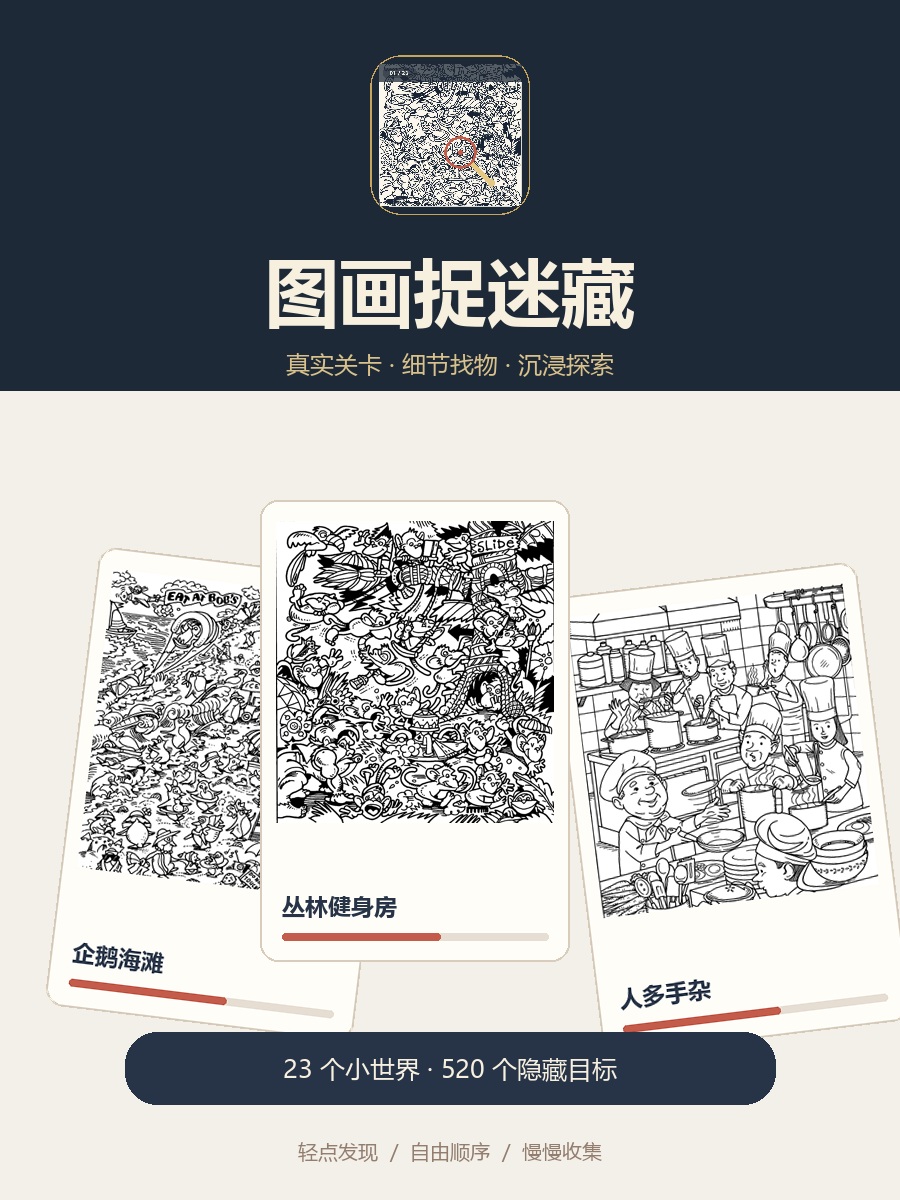 01 / 23
图画捉迷藏
真实关卡 · 细节找物 · 沉浸探索
EAT AT BOB'S
SLIDE
企鹅海滩
丛林健身房
人多手杂
23 个小世界 · 520 个隐藏目标
轻点发现 / 自由顺序 / 慢慢收集